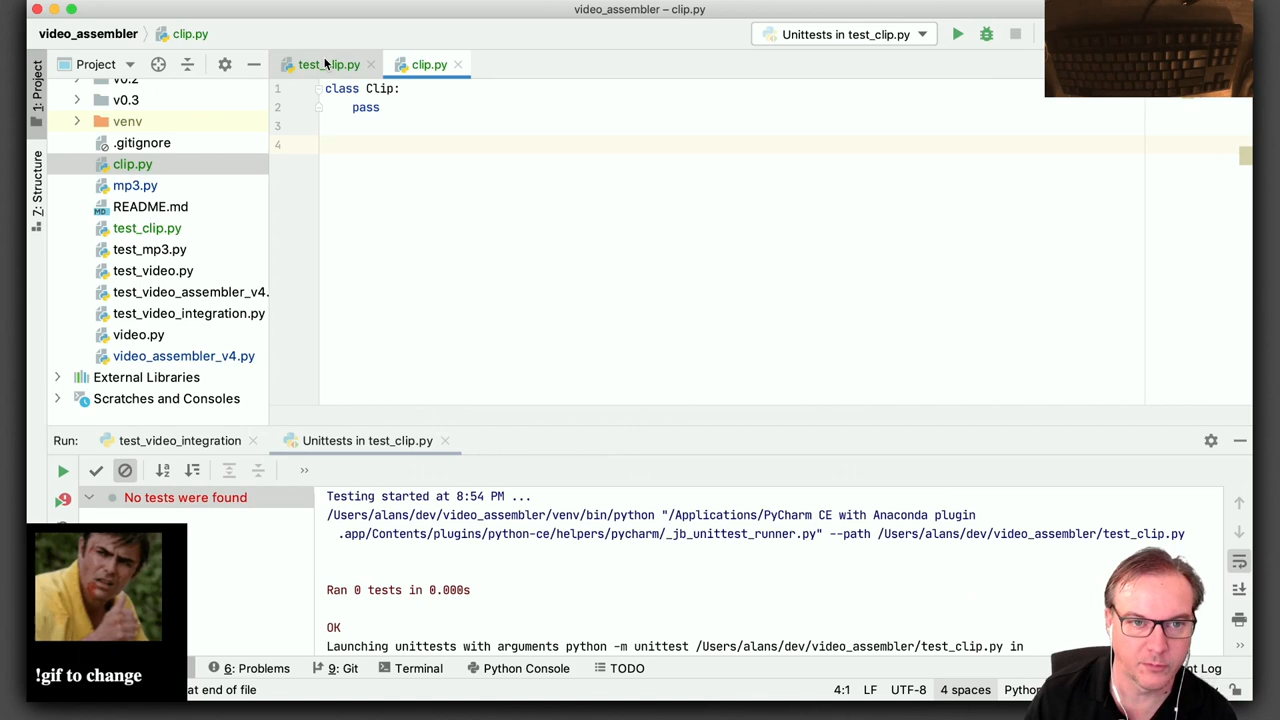 video_assembler – clip.py
video_assembler
clip.py
Unittests in test_clip.py
1: Project
Project
test_clip.py
clip.py
v0.2
v0.3
venv
.gitignore
clip.py
mp3.py
README.md
test_clip.py
test_mp3.py
test_video.py
test_video_assembler_v4.
test_video_integration.py
video.py
video_assembler_v4.py
External Libraries
Scratches and Consoles
Z: Structure
1 class Clip:
2 pass
3
4
Run:
test_video_integration
Unittests in test_clip.py
No tests were found
Testing started at 8:54 PM ...
/Users/alans/dev/video_assembler/venv/bin/python "/Applications/PyCharm CE with Anaconda plugin
.app/Contents/plugins/python-ce/helpers/pycharm/_jb_unittest_runner.py" --path /Users/alans/dev/video_assembler/test_clip.py
Ran 0 tests in 0.000s
OK
Launching unittests with arguments python -m unittest /Users/alans/dev/video_assembler/test_clip.py in
!gif to change
6: Problems
9: Git
Terminal
Python Console
TODO
nt Log
at end of file
4:1
LF
UTF-8
4 spaces
Pytho